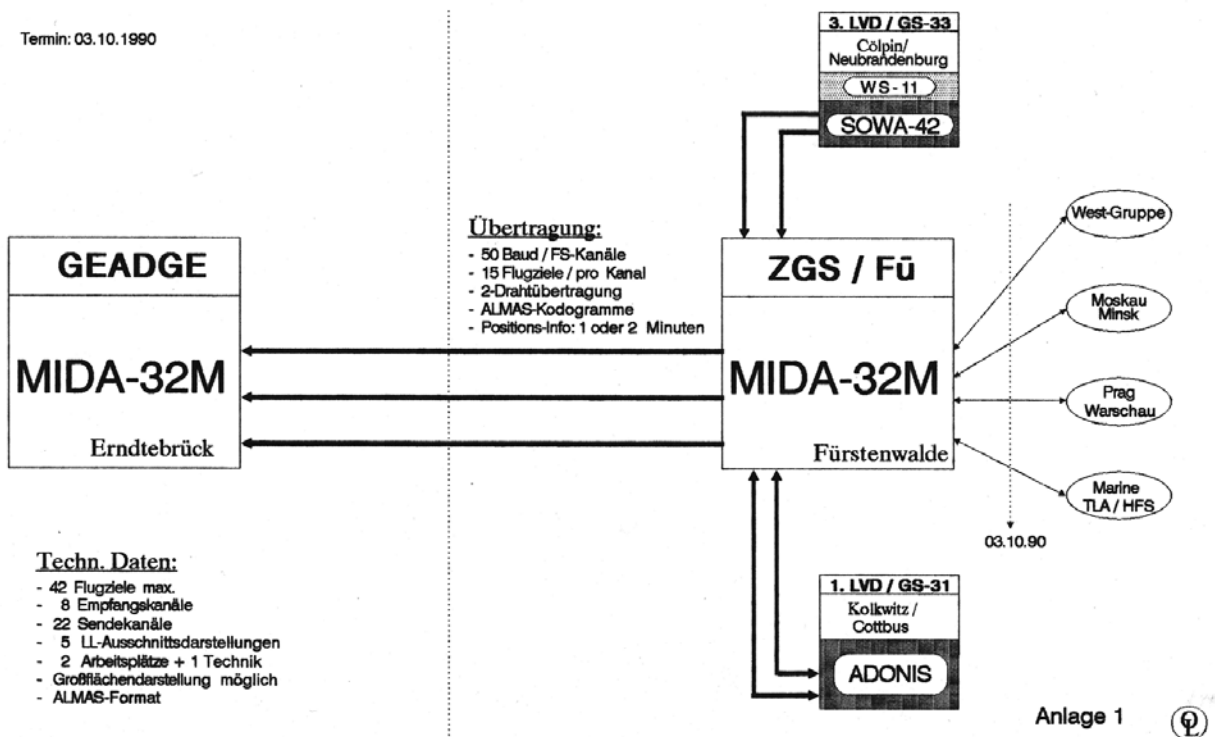 Termin: 03.10.1990
3. LVD / GS-33
Cölpin/
Neubrandenburg
WS - 11
SOWA-42
GEADGE
MIDA-32M
Erndtebrück
Übertragung:
- 50 Baud / FS-Kanäle
- 15 Flugziele / pro Kanal
- 2-Drahtübertragung
- ALMAS-Kodogramme
- Positions-Info: 1 oder 2 Minuten
ZGS / Fü
MIDA-32M
Fürstenwalde
West-Gruppe
Moskau
Minsk
Prag
Warschau
Marine
TLA / HFS
03.10.90
Techn. Daten:
- 42 Flugziele max.
- 8 Empfangskanäle
- 22 Sendekanäle
- 5 LL-Ausschnittsdarstellungen
- 2 Arbeitsplätze + 1 Technik
- Großflächendarstellung möglich
- ALMAS-Format
1. LVD / GS-31
Kolkwitz /
Cottbus
ADONIS
Anlage 1